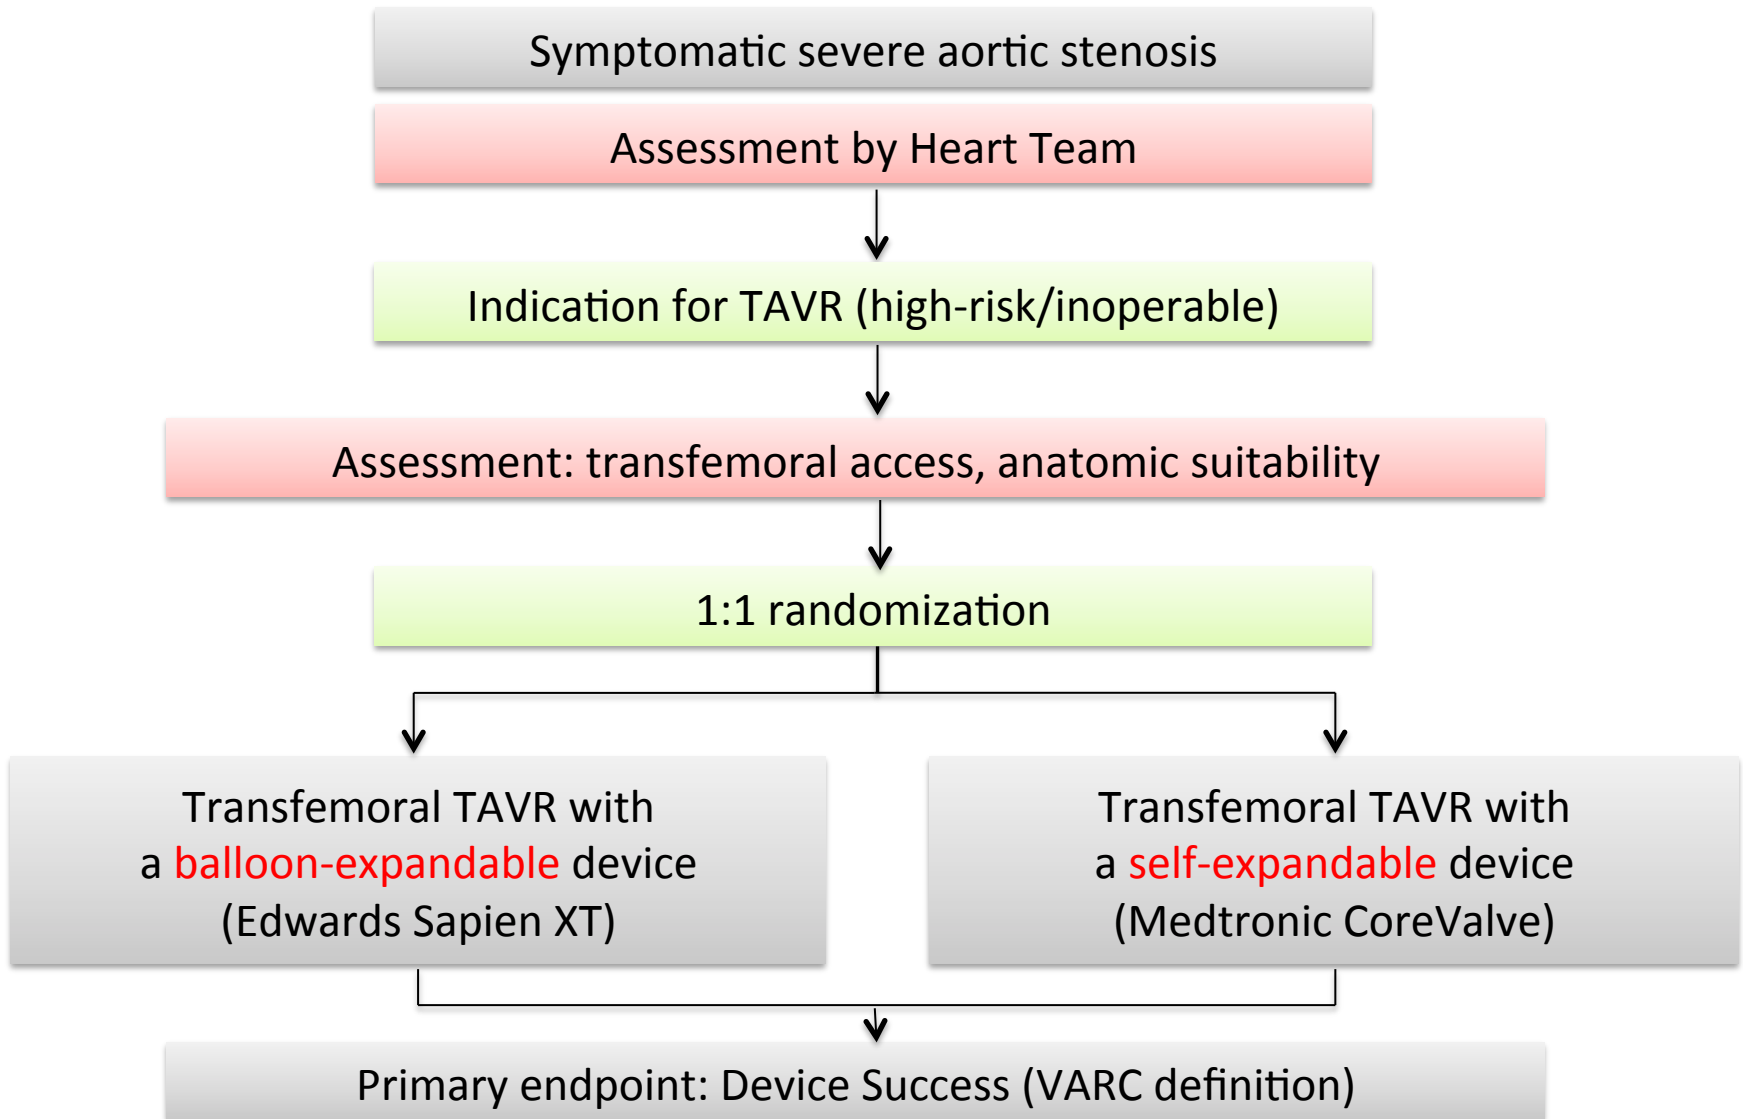 Symptomatic severe aortic stenosis
Assessment by Heart Team
Indication for TAVR (high-risk/inoperable)
Assessment: transfemoral access, anatomic suitability
1:1 randomization
Transfemoral TAVR with
a balloon-expandable device
(Edwards Sapien XT)
Transfemoral TAVR with
a self-expandable device
(Medtronic CoreValve)
Primary endpoint: Device Success (VARC definition)